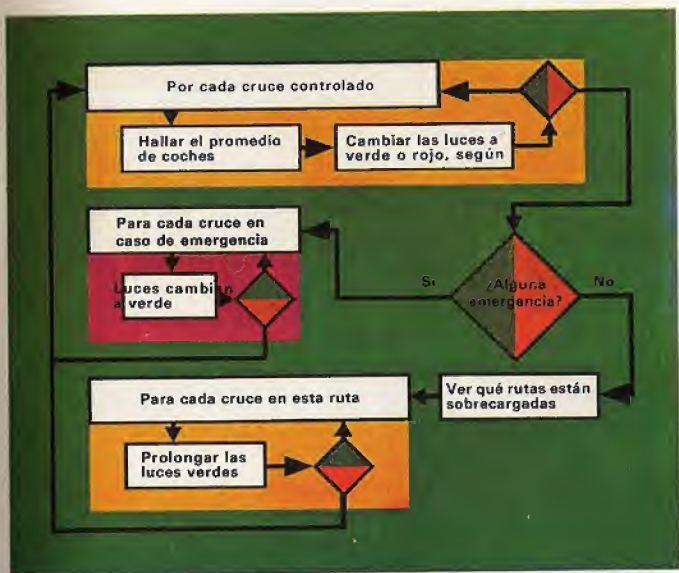 Por cada cruce controlado
Hallar el promedio
de coches
Cambiar las luces a
verde o rojo, según
Para cada cruce en
caso de emergencia
Luces cambian
a verde
Sí
¿Alguna
emergencia?
No
Para cada cruce en esta ruta
Ver qué rutas están
sobrecargadas
Prolongar las
luces verdes